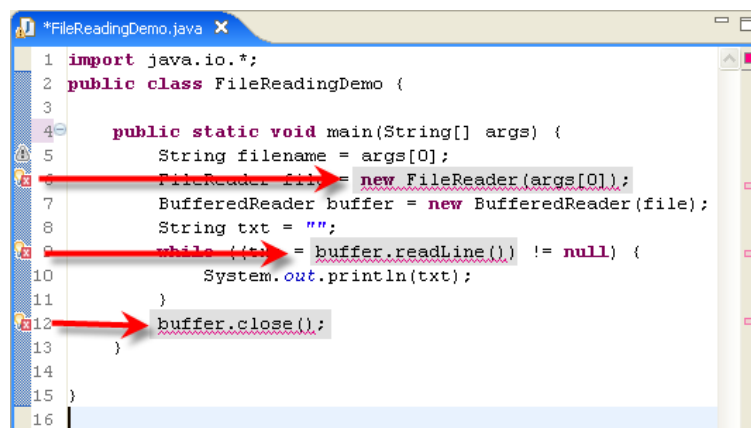 *FileReadingDemo.java
1 import java.io.*;
2 public class FileReadingDemo {
3
4 public static void main(String[] args) {
5 String filename = args[0];
6 FileReader file = new FileReader(args[0]);
7 BufferedReader buffer = new BufferedReader(file);
8 String txt = "";
9 while ((txt = buffer.readLine()) != null) {
10 System.out.println(txt);
11 }
12 buffer.close();
13 }
14
15 }
16